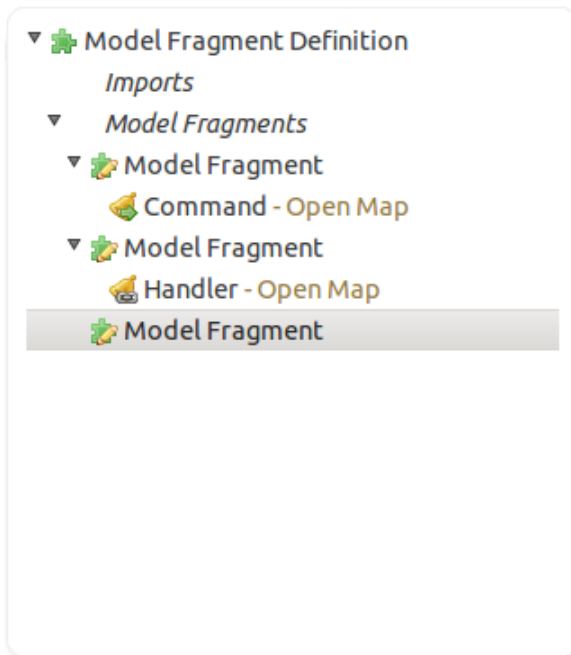 Model Fragment Definition
Imports
Model Fragments
Model Fragment
Command - Open Map
Model Fragment
Handler - Open Map
Model Fragment